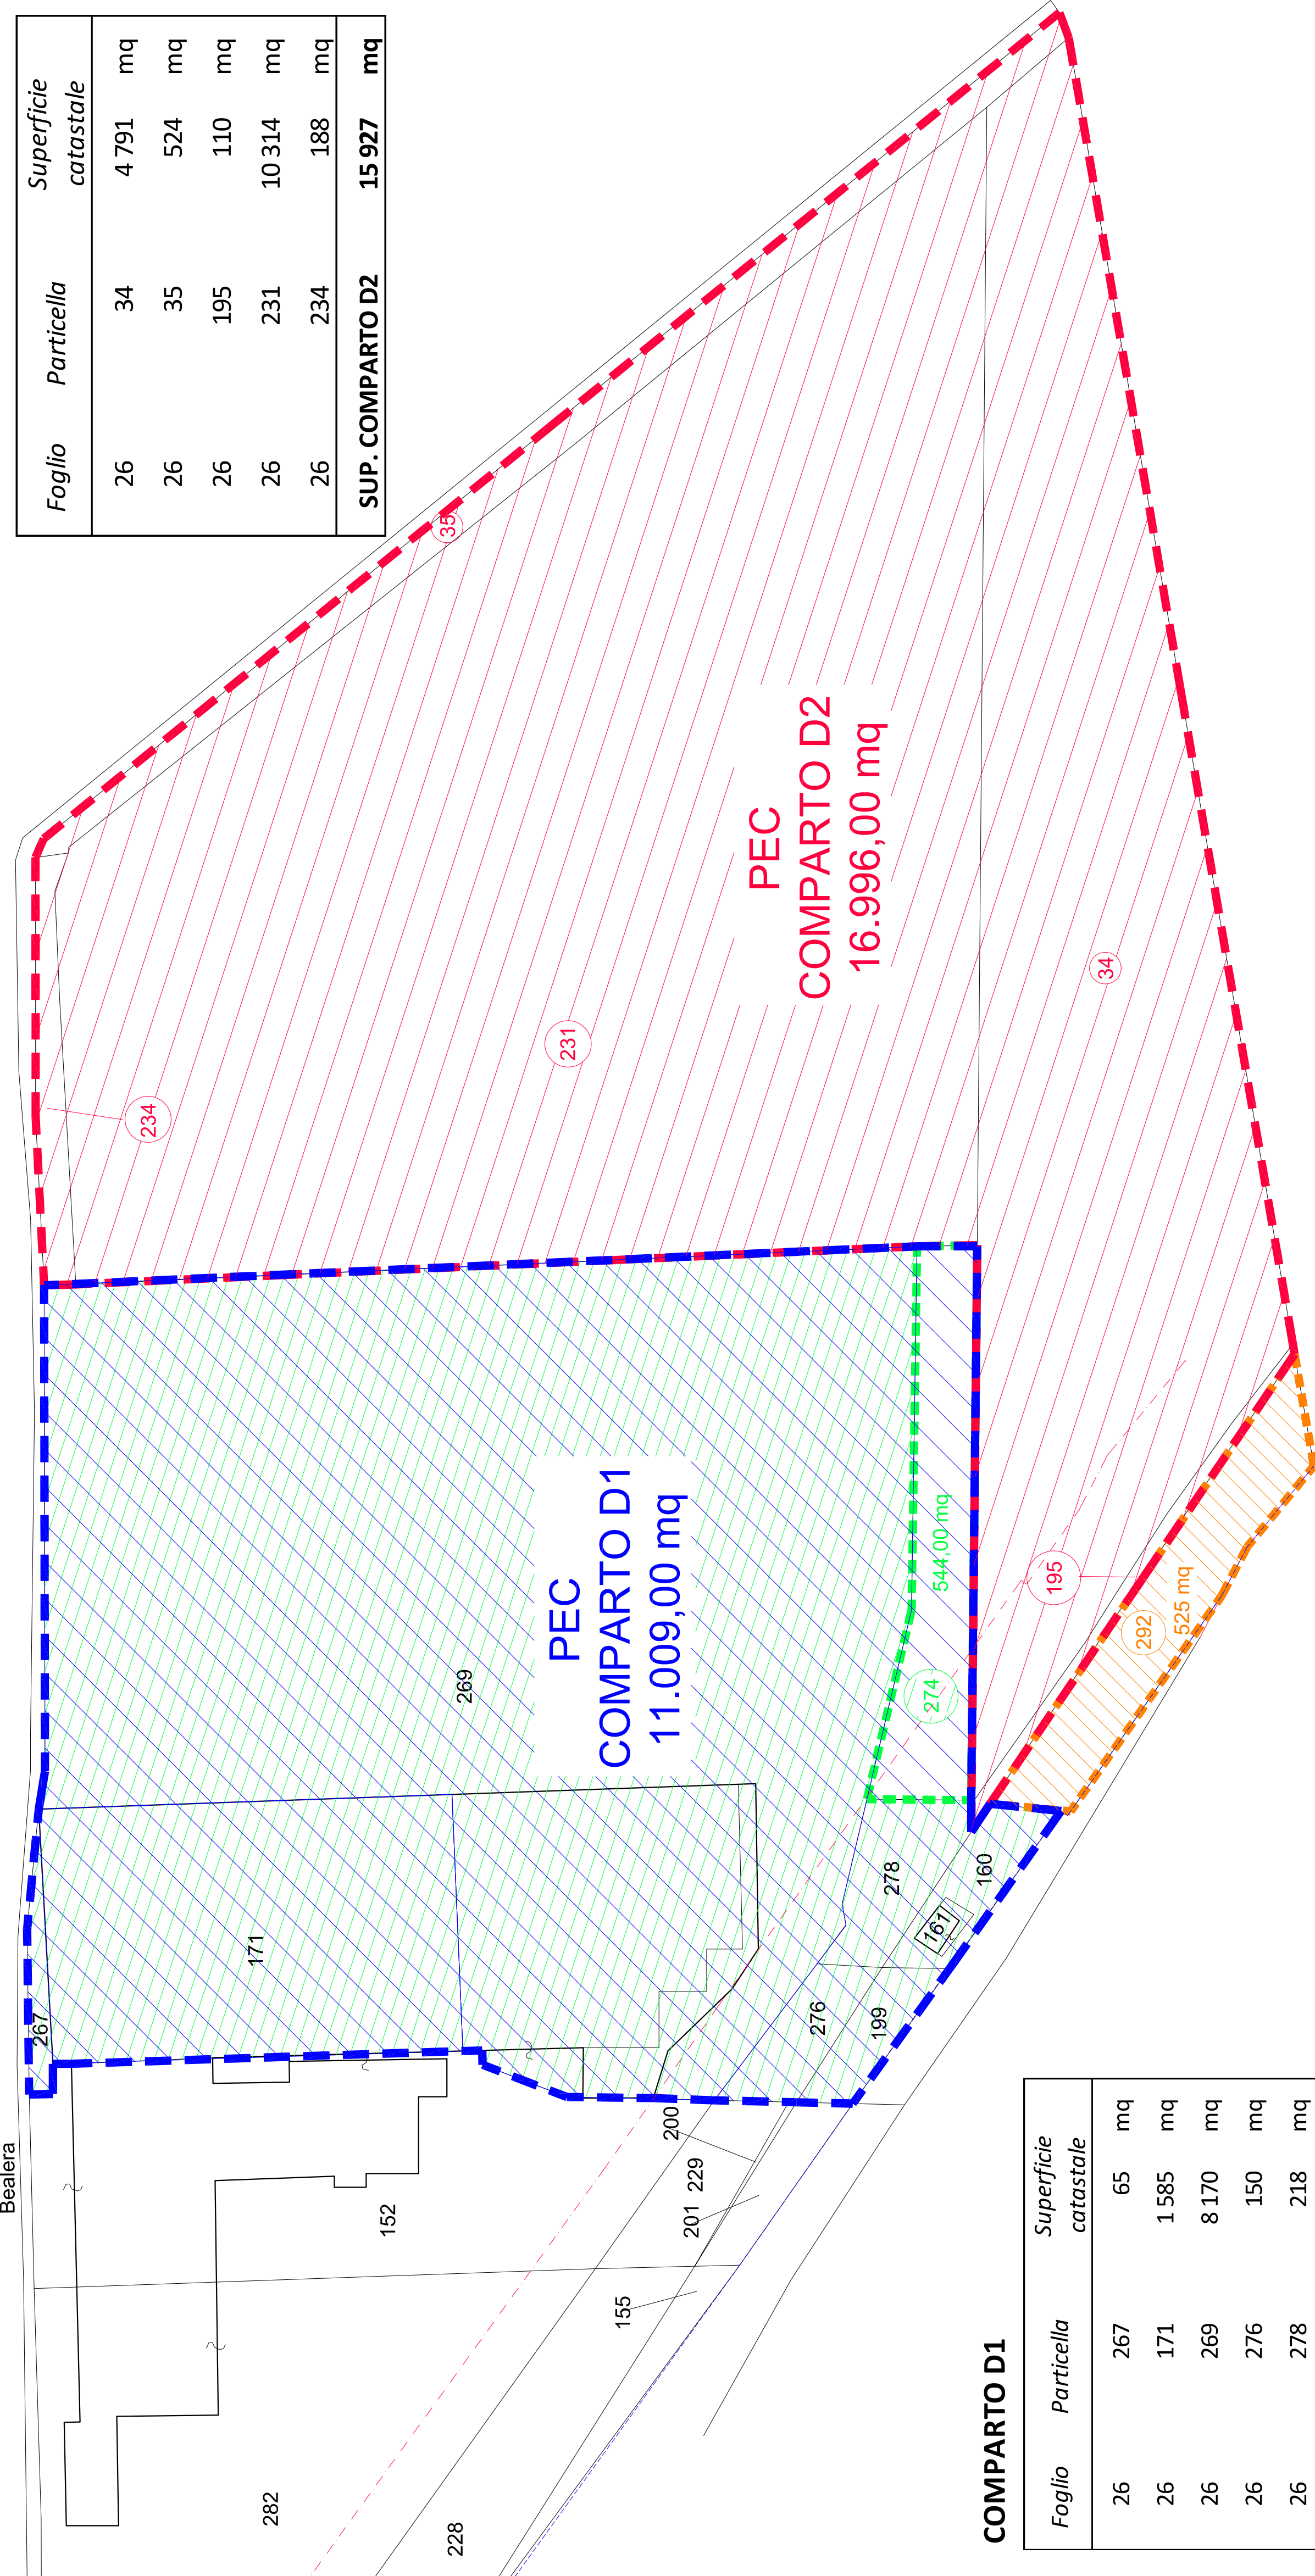 Foglio Particella Superficie catastale
26 34 4 791 mq
26 35 524 mq
26 195 110 mq
26 231 10 314 mq
26 234 188 mq
SUP. COMPARTO D2 15 927 mq
35
234
231
PEC
COMPARTO D2
16.996,00 mq
34
PEC
COMPARTO D1
11.009,00 mq
269
544,00 mq
274
195
292
525 mq
267
171
278
160
161
276
199
Bealera
152
200
229
201
155
282
228
COMPARTO D1
Foglio Particella Superficie catastale
26 267 65 mq
26 171 1 585 mq
26 269 8 170 mq
26 276 150 mq
26 278 218 mq